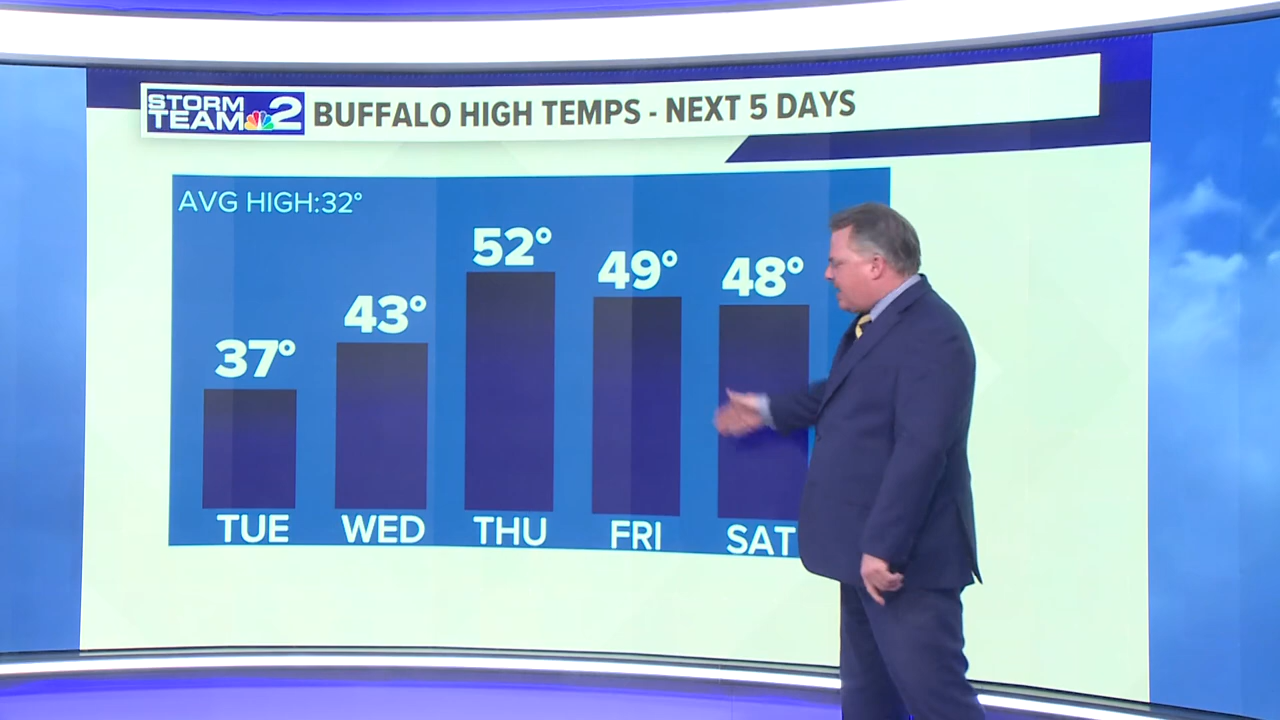 STORM
TEAM 2
BUFFALO HIGH TEMPS - NEXT 5 DAYS
AVG HIGH:32°
37° 43° 52° 49° 48°
TUE WED THU FRI SAT